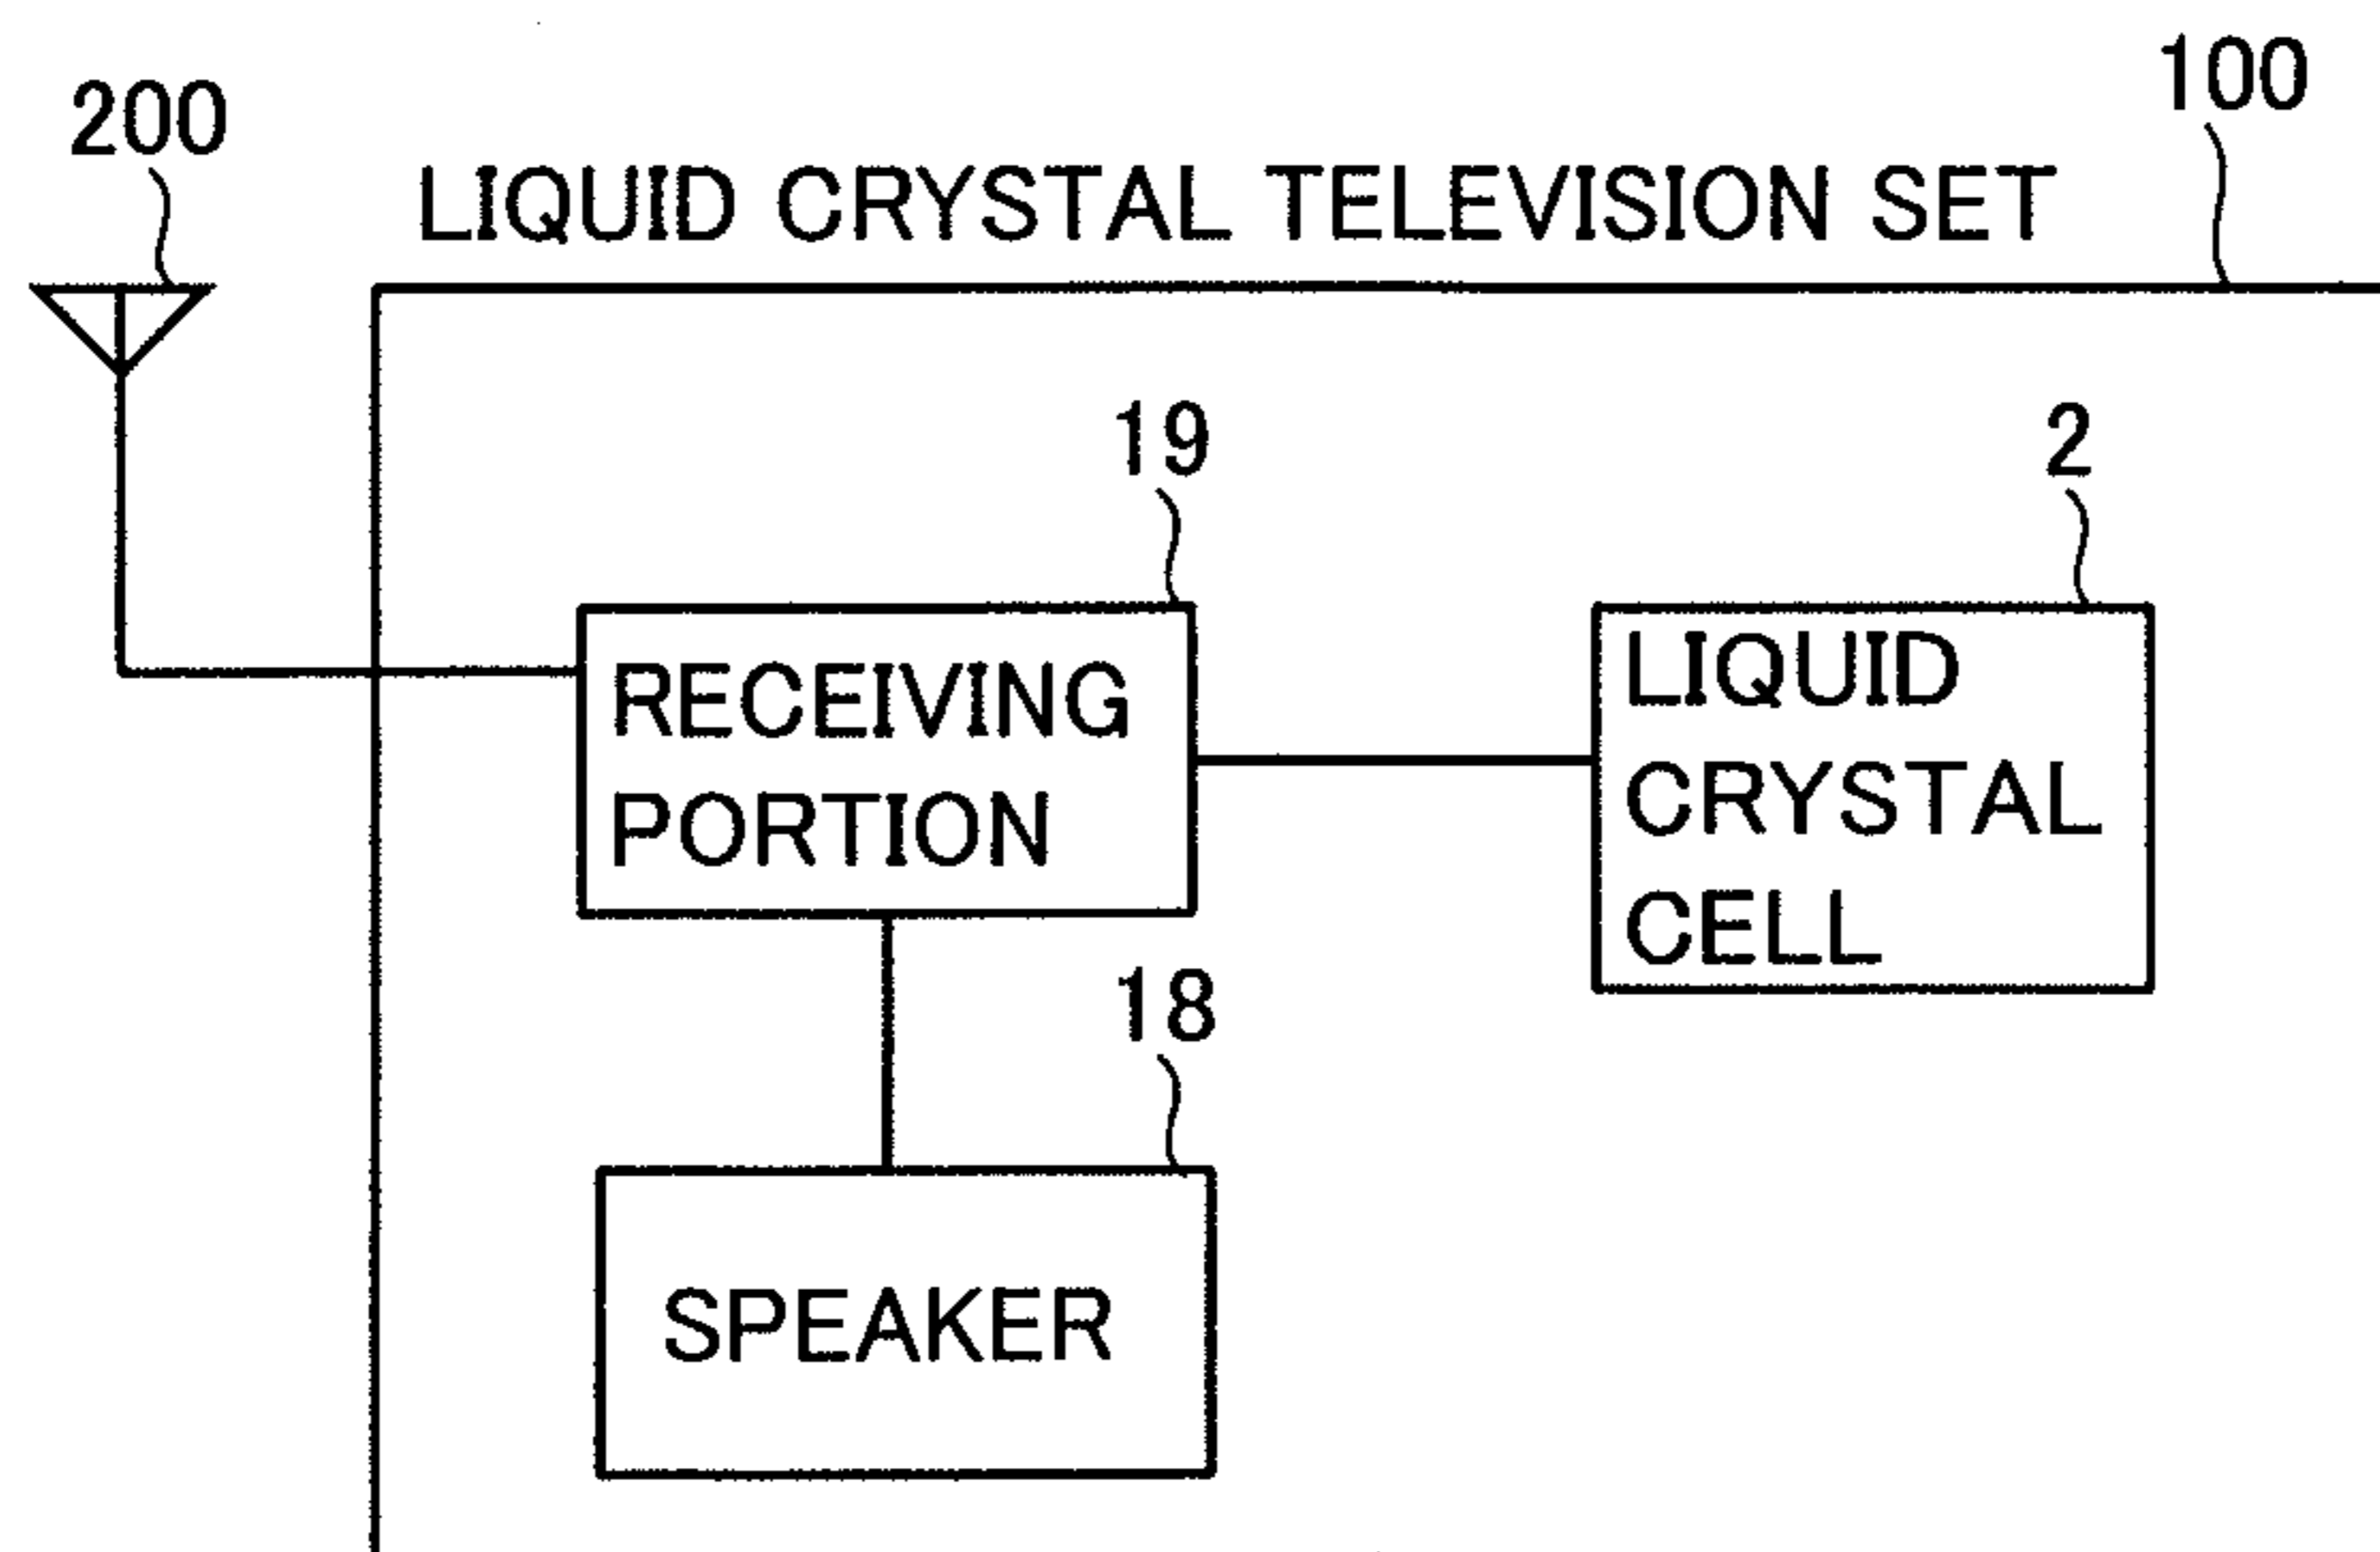 200
100
LIQUID CRYSTAL TELEVISION SET
19
2
RECEIVING
PORTION
LIQUID
CRYSTAL
CELL
18
SPEAKER